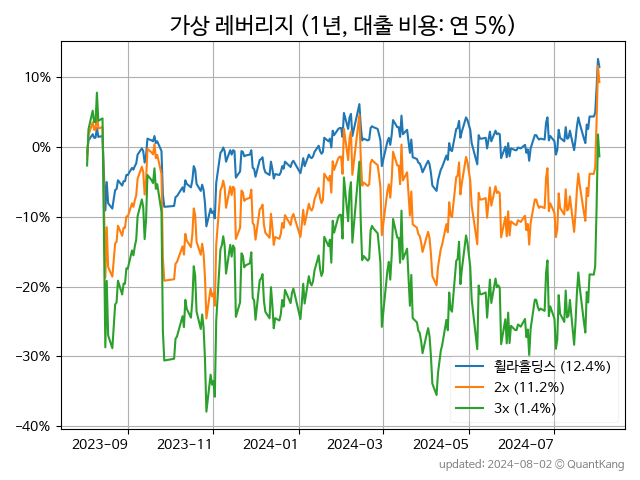 가상 레버리지 (1년, 대출 비용: 연 5%)
10%
0%
−10%
−20%
−30%
−40%
휠라홀딩스 (12.4%)
2x (11.2%)
3x (1.4%)
2023-09
2023-11
2024-01
2024-03
2024-05
2024-07
updated: 2024-08-02 © QuantKang